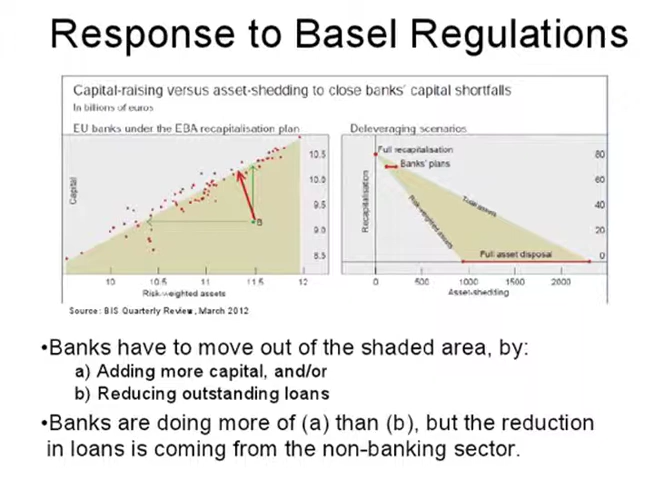 Response to Basel Regulations
Capital-raising versus asset-shedding to close banks' capital shortfalls
In billions of euros
EU banks under the EBA recapitalisation plan
Capital
10.5
10.0
9.5
9.0
8.5
B
10
10.5
11
11.5
12
Risk-weighted assets
Deleveraging scenarios
Full recapitalisation
Banks' plans
Recapitalisation
Risk-weighted assets
Total assets
Full asset disposal
80
60
40
20
0
0
500
1000
1500
2000
Asset-shedding
Source: BIS Quarterly Review, March 2012
•Banks have to move out of the shaded area, by:
a) Adding more capital, and/or
b) Reducing outstanding loans
•Banks are doing more of (a) than (b), but the reduction
in loans is coming from the non-banking sector.